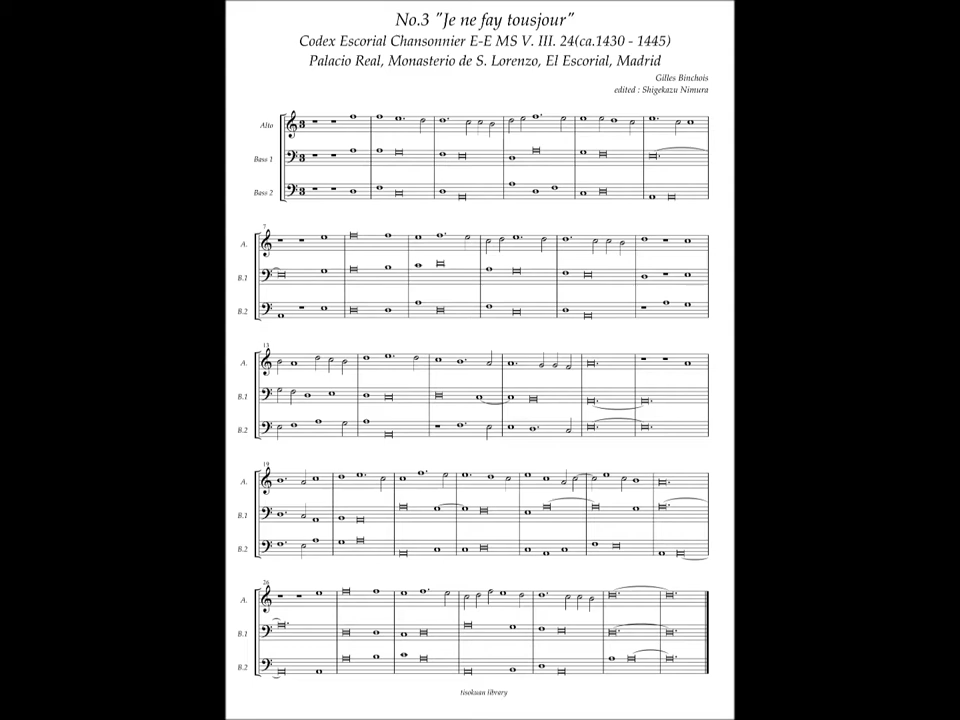 No.3 "Je ne fay tousjour"
Codex Escorial Chansonnier E-E MS V. III. 24(ca.1430 - 1445)
Palacio Real, Monasterio de S. Lorenzo, El Escorial, Madrid
Gilles Binchois
edited : Shigekazu Nimura
Alto
Bass 1
Bass 2
7
A.
B.1
B.2
13
A.
B.1
B.2
19
A.
B.1
B.2
26
A.
B.1
B.2
tisokuan library